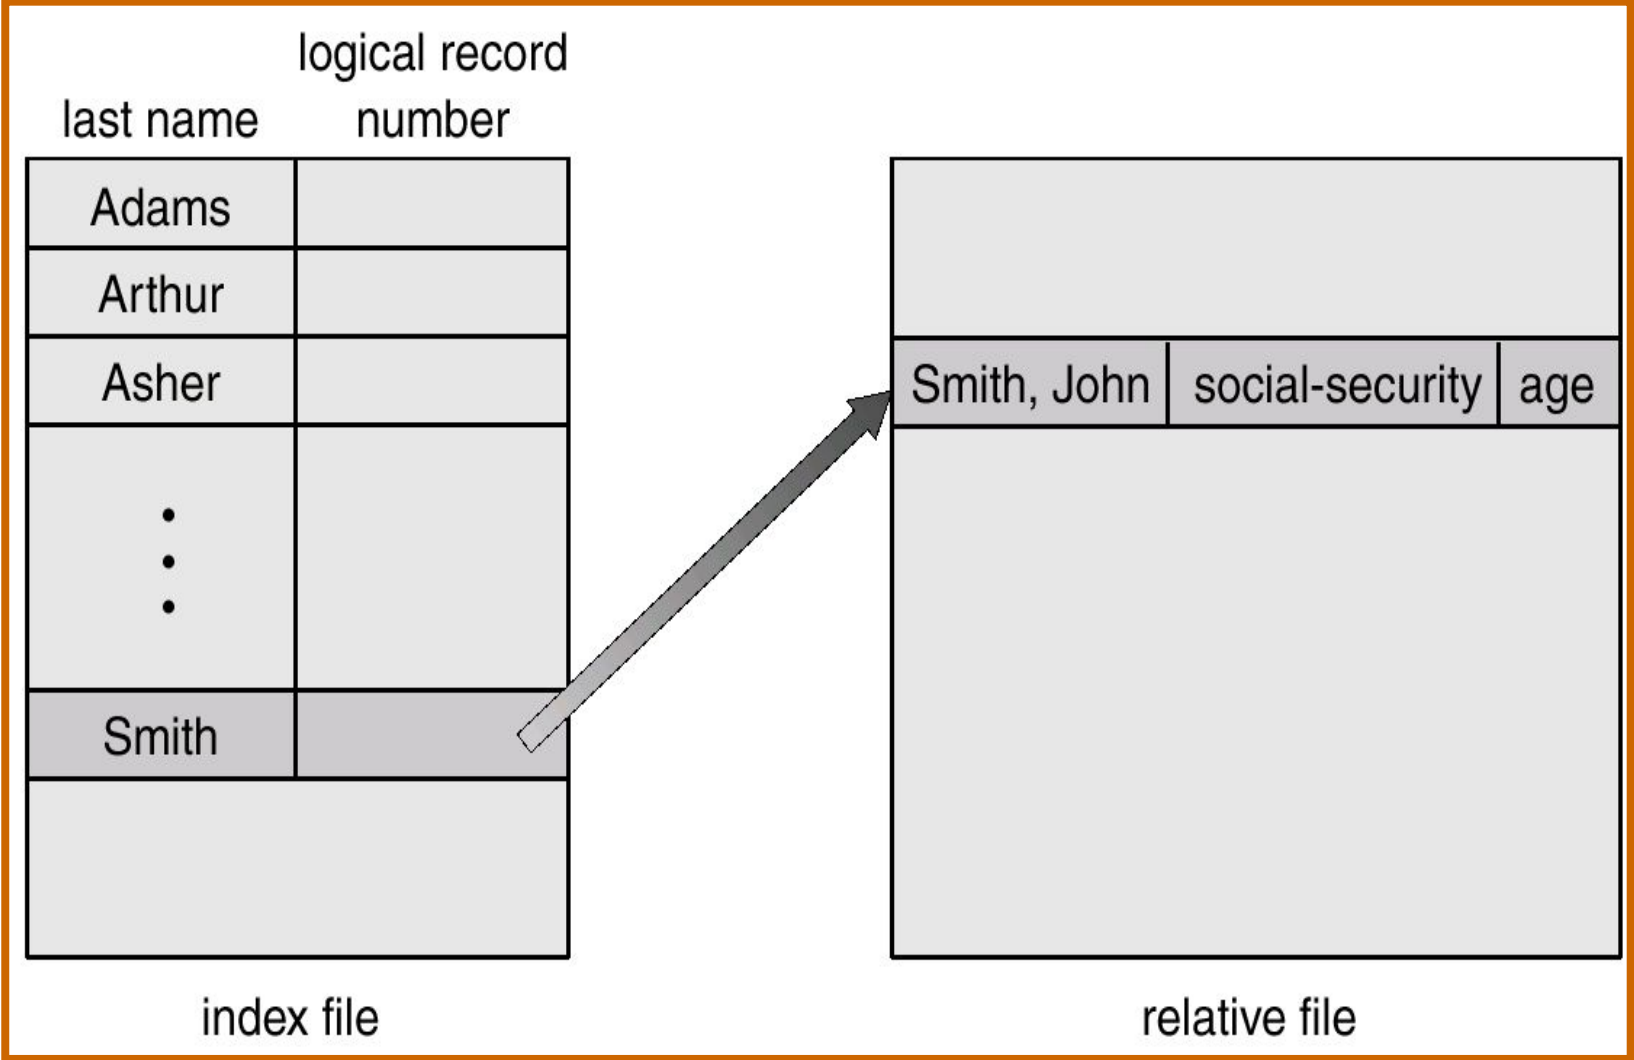 logical record
last name number
Adams
Arthur
Asher
Smith
Smith, John social-security age
index file
relative file